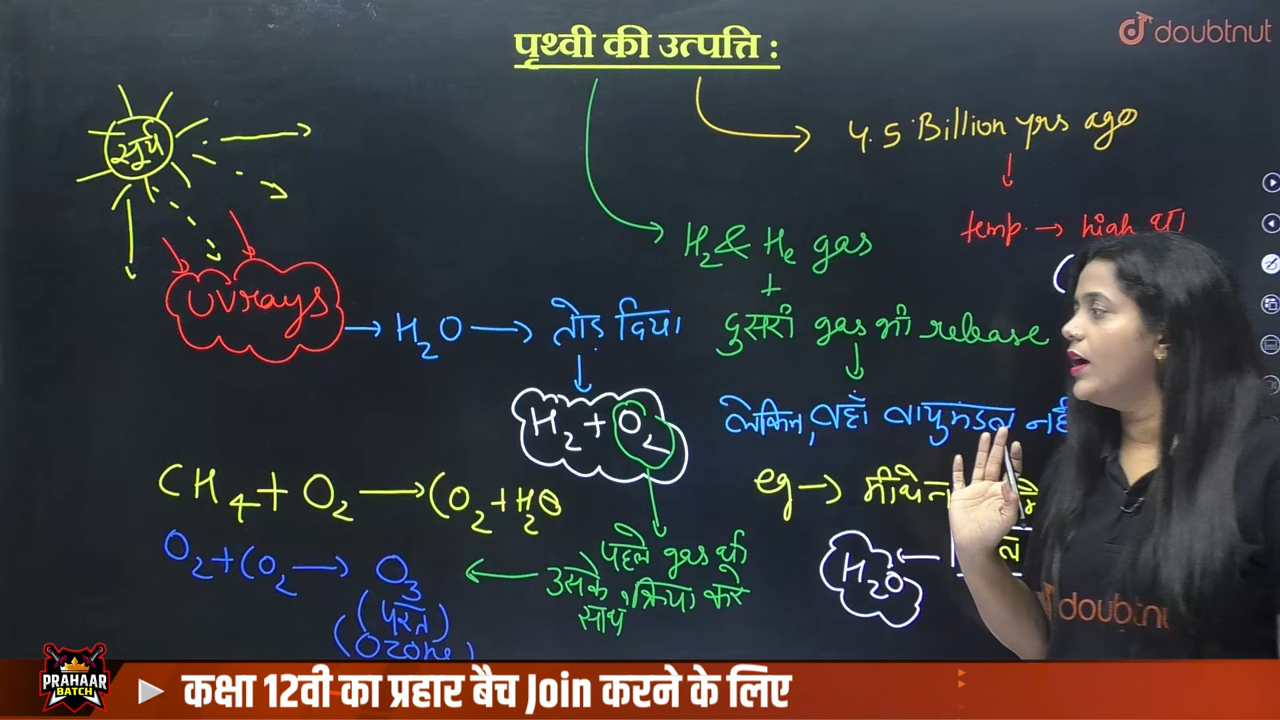 पृथ्वी की उत्पत्ति :
doubtnut
सूर्य
4.5 Billion yrs ago
temp. → high था
H2 & He gas
+
UV rays → H2O → तोड़ दिया
दुसरी gas भी release
H2 + O2
लेकिन, वहाँ वायुमंडल
CH4 + O2 → CO2 + H2O
eg →
पहले gas थी
उसके साथ क्रिया करे
O2 + CO2 → O3
(परत)
(Ozone)
H2O ←
doubtnu
PRAHAAR
BATCH
कक्षा 12वी का प्रहार बैच Join करने के लिए